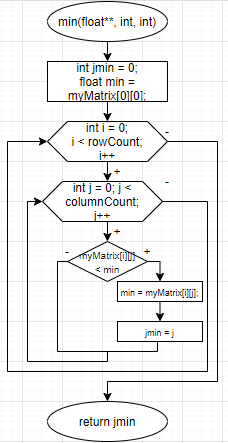 min(float**, int, int)
int jmin = 0;
float min =
myMatrix[0][0];
int i = 0;
i < rowCount;
j++
-
+
int j = 0; j <
columnCount;
j++
-
+
-
myMatrix[i][j]
< min
+
min = myMatrix[i][j];
jmin = j
return jmin